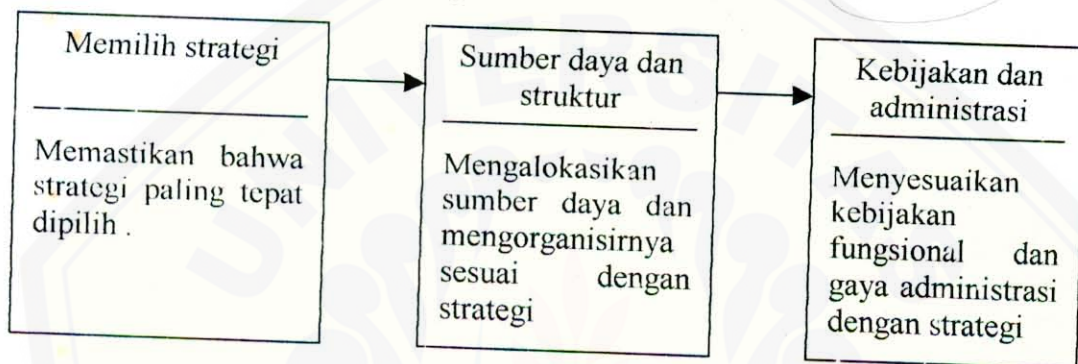 Memilih strategi
Memastikan bahwa
strategi paling tepat
dipilih .
Sumber daya dan
struktur
Mengalokasikan
sumber daya dan
mengorganisirnya
sesuai dengan
strategi
Kebijakan dan
administrasi
Menyesuaikan
kebijakan
fungsional dan
gaya administrasi
dengan strategi
UNIVERSITA